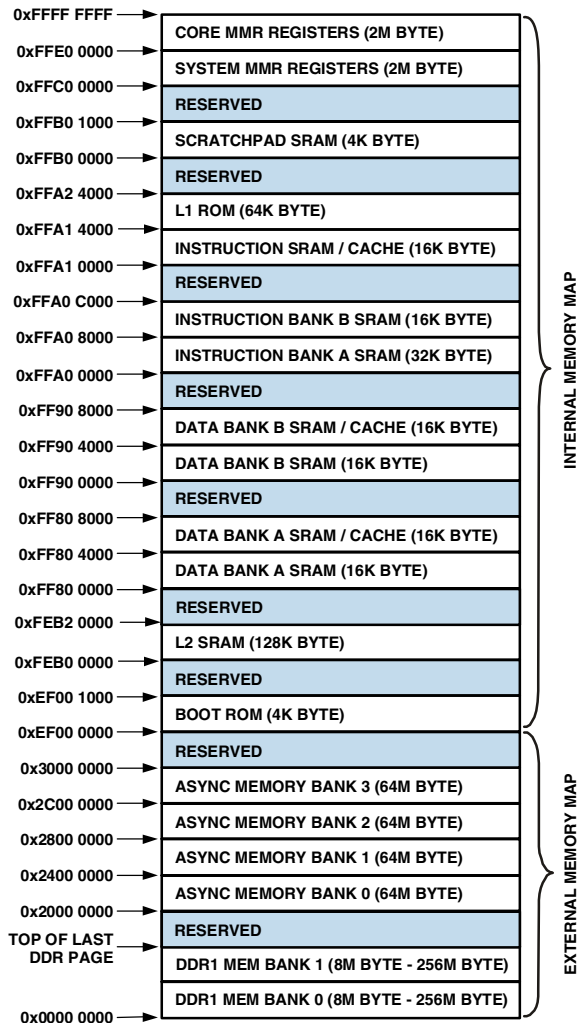 0xFFFF FFFF
CORE MMR REGISTERS (2M BYTE)
0xFFE0 0000
SYSTEM MMR REGISTERS (2M BYTE)
0xFFC0 0000
RESERVED
0xFFB0 1000
SCRATCHPAD SRAM (4K BYTE)
0xFFB0 0000
RESERVED
0xFFA2 4000
L1 ROM (64K BYTE)
0xFFA1 4000
INSTRUCTION SRAM / CACHE (16K BYTE)
0xFFA1 0000
RESERVED
0xFFA0 C000
INSTRUCTION BANK B SRAM (16K BYTE)
0xFFA0 8000
INSTRUCTION BANK A SRAM (32K BYTE)
0xFFA0 0000
RESERVED
0xFF90 8000
DATA BANK B SRAM / CACHE (16K BYTE)
0xFF90 4000
DATA BANK B SRAM (16K BYTE)
0xFF90 0000
RESERVED
0xFF80 8000
DATA BANK A SRAM / CACHE (16K BYTE)
0xFF80 4000
DATA BANK A SRAM (16K BYTE)
0xFF80 0000
RESERVED
0xFEB2 0000
L2 SRAM (128K BYTE)
0xFEB0 0000
RESERVED
0xEF00 1000
BOOT ROM (4K BYTE)
0xEF00 0000
RESERVED
0x3000 0000
ASYNC MEMORY BANK 3 (64M BYTE)
0x2C00 0000
ASYNC MEMORY BANK 2 (64M BYTE)
0x2800 0000
ASYNC MEMORY BANK 1 (64M BYTE)
0x2400 0000
ASYNC MEMORY BANK 0 (64M BYTE)
0x2000 0000
RESERVED
TOP OF LAST
DDR PAGE
DDR1 MEM BANK 1 (8M BYTE - 256M BYTE)
DDR1 MEM BANK 0 (8M BYTE - 256M BYTE)
0x0000 0000
INTERNAL MEMORY MAP
EXTERNAL MEMORY MAP